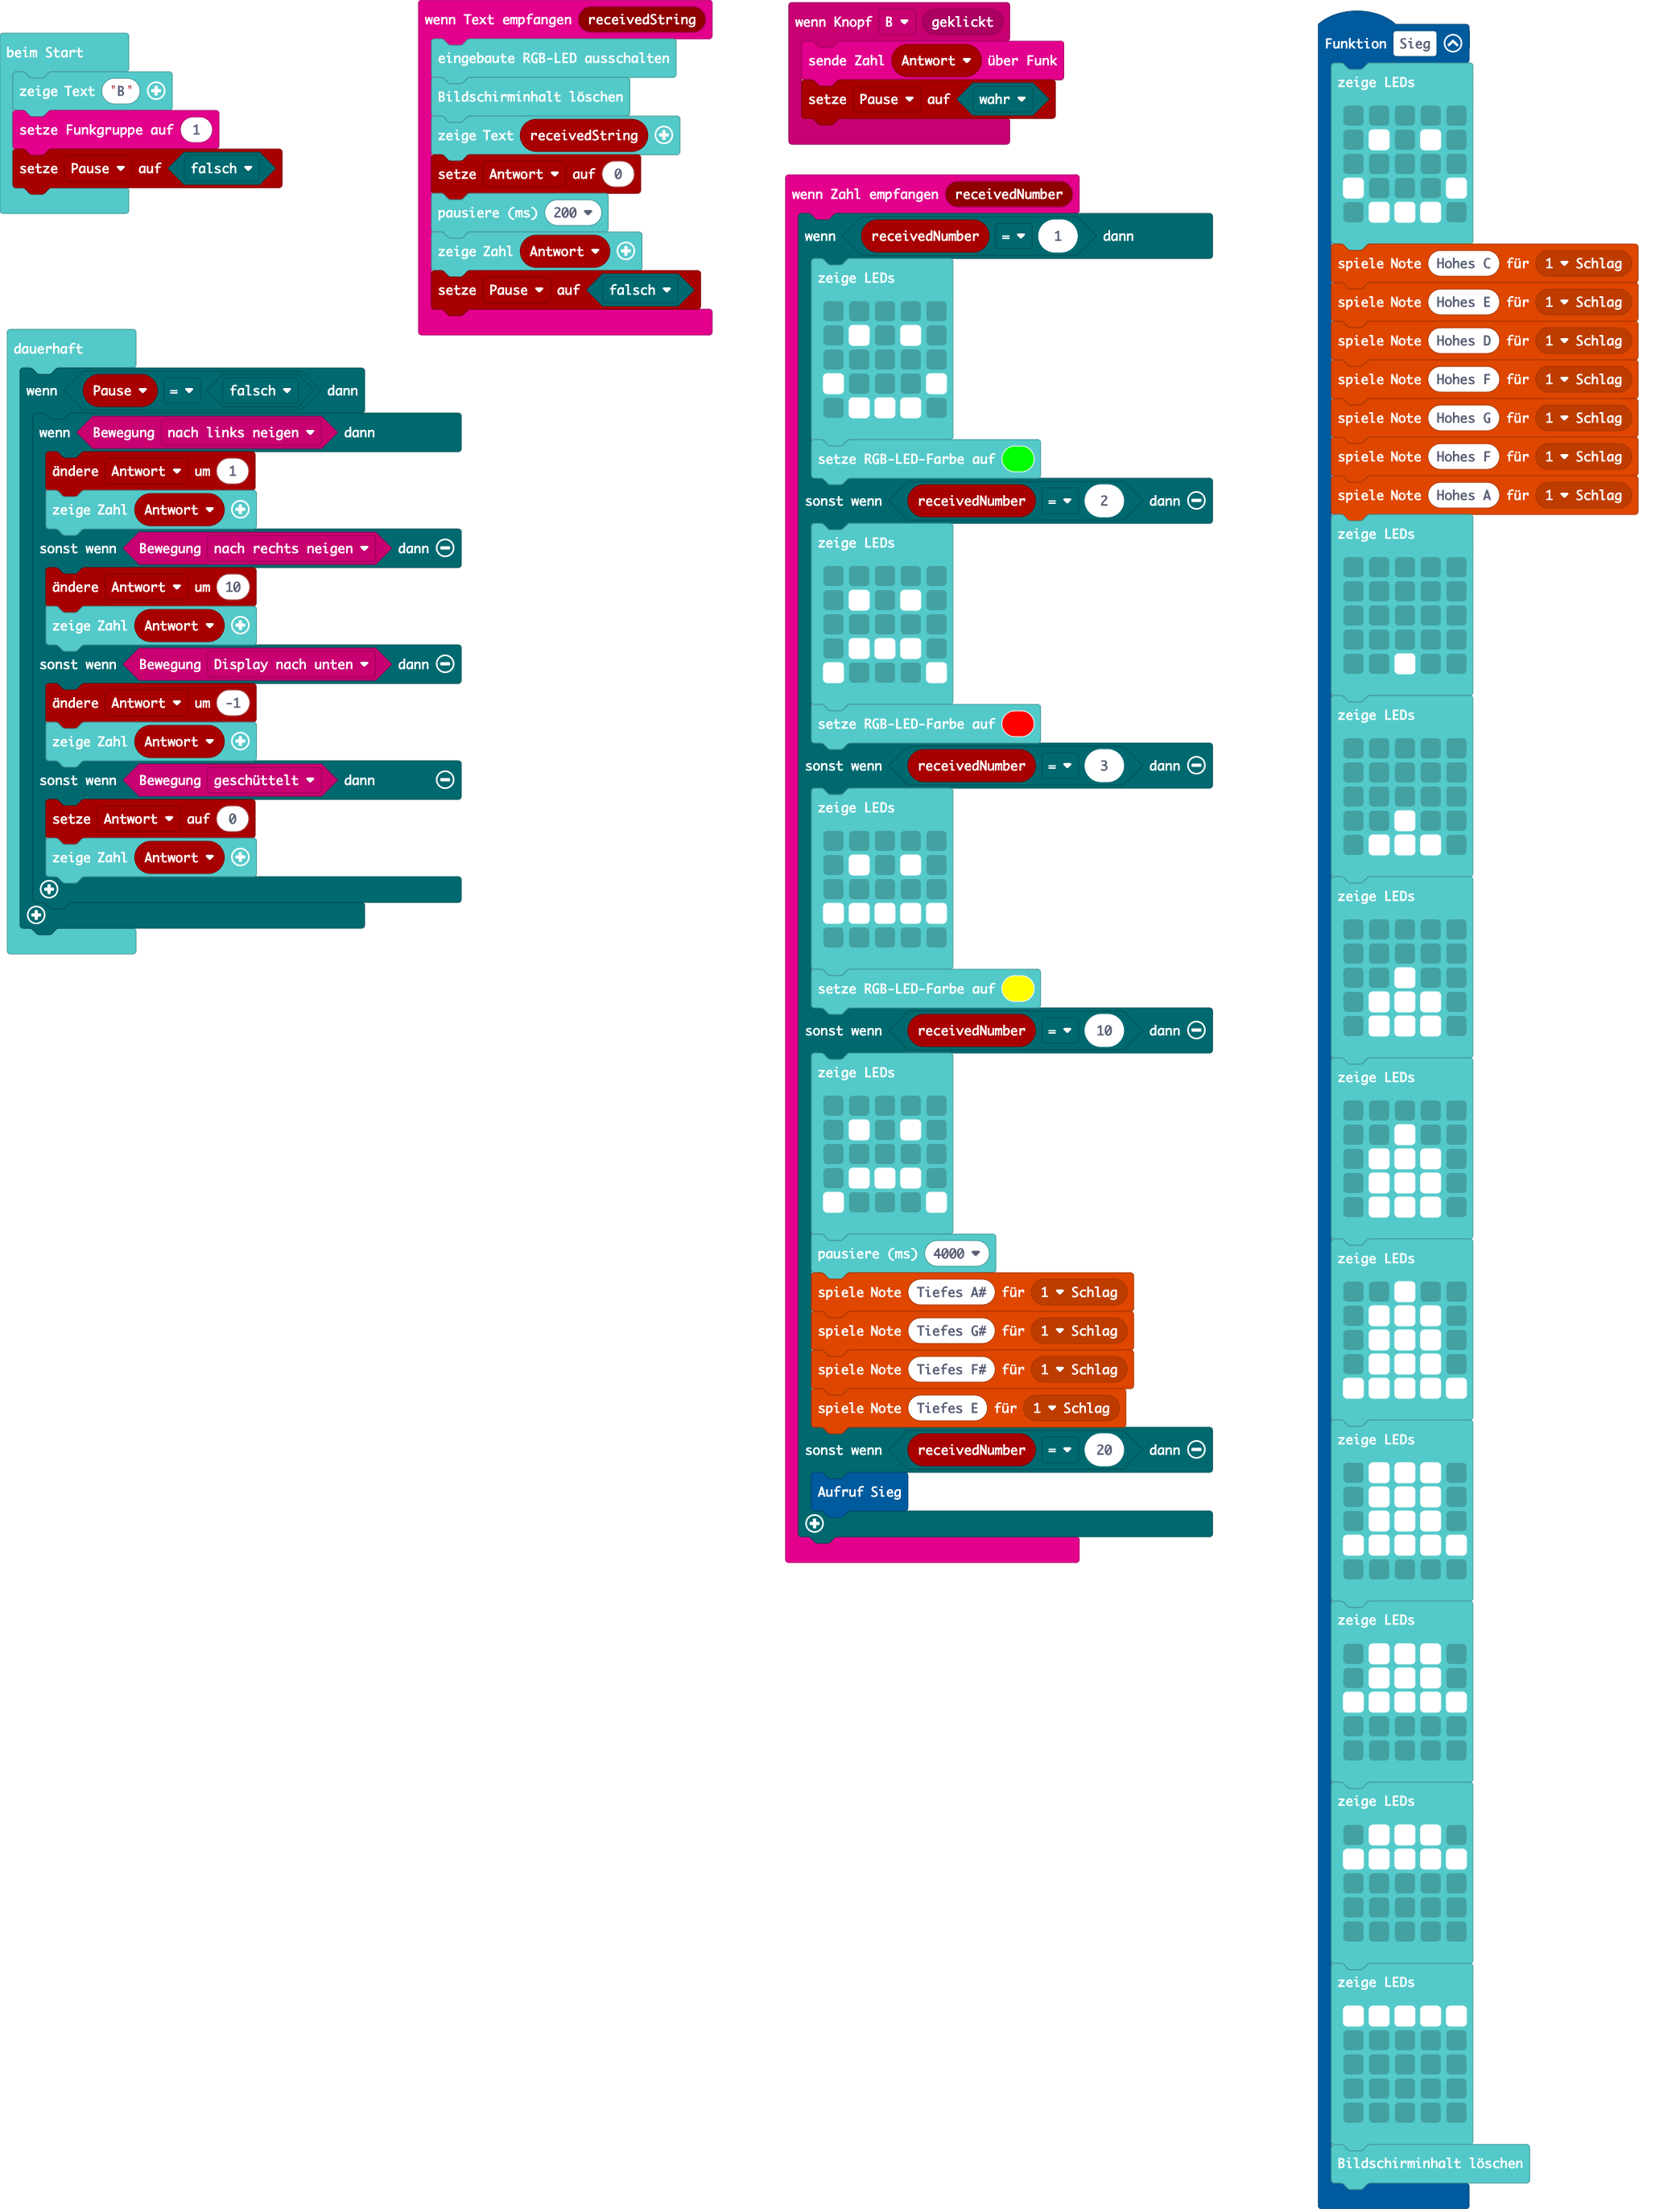 beim Start
zeige Text "B"
setze Funkgruppe auf 1
setze Pause auf falsch
dauerhaft
wenn Pause = falsch dann
wenn Bewegung nach links neigen dann
ändere Antwort um 1
zeige Zahl Antwort
sonst wenn Bewegung nach rechts neigen dann
ändere Antwort um 10
zeige Zahl Antwort
sonst wenn Bewegung Display nach unten dann
ändere Antwort um -1
zeige Zahl Antwort
sonst wenn Bewegung geschüttelt dann
setze Antwort auf 0
zeige Zahl Antwort
wenn Text empfangen receivedString
eingebaute RGB-LED ausschalten
Bildschirminhalt löschen
zeige Text receivedString
setze Antwort auf 0
pausiere (ms) 200
zeige Zahl Antwort
setze Pause auf falsch
wenn Knopf B geklickt
sende Zahl Antwort über Funk
setze Pause auf wahr
wenn Zahl empfangen receivedNumber
wenn receivedNumber = 1 dann
zeige LEDs
setze RGB-LED-Farbe auf
sonst wenn receivedNumber = 2 dann
zeige LEDs
setze RGB-LED-Farbe auf
sonst wenn receivedNumber = 3 dann
zeige LEDs
setze RGB-LED-Farbe auf
sonst wenn receivedNumber = 10 dann
zeige LEDs
pausiere (ms) 4000
spiele Note Tiefes A# für 1 Schlag
spiele Note Tiefes G# für 1 Schlag
spiele Note Tiefes F# für 1 Schlag
spiele Note Tiefes E für 1 Schlag
sonst wenn receivedNumber = 20 dann
Aufruf Sieg
Funktion Sieg
zeige LEDs
spiele Note Hohes C für 1 Schlag
spiele Note Hohes E für 1 Schlag
spiele Note Hohes D für 1 Schlag
spiele Note Hohes F für 1 Schlag
spiele Note Hohes G für 1 Schlag
spiele Note Hohes F für 1 Schlag
spiele Note Hohes A für 1 Schlag
zeige LEDs
zeige LEDs
zeige LEDs
zeige LEDs
zeige LEDs
zeige LEDs
zeige LEDs
zeige LEDs
zeige LEDs
Bildschirminhalt löschen